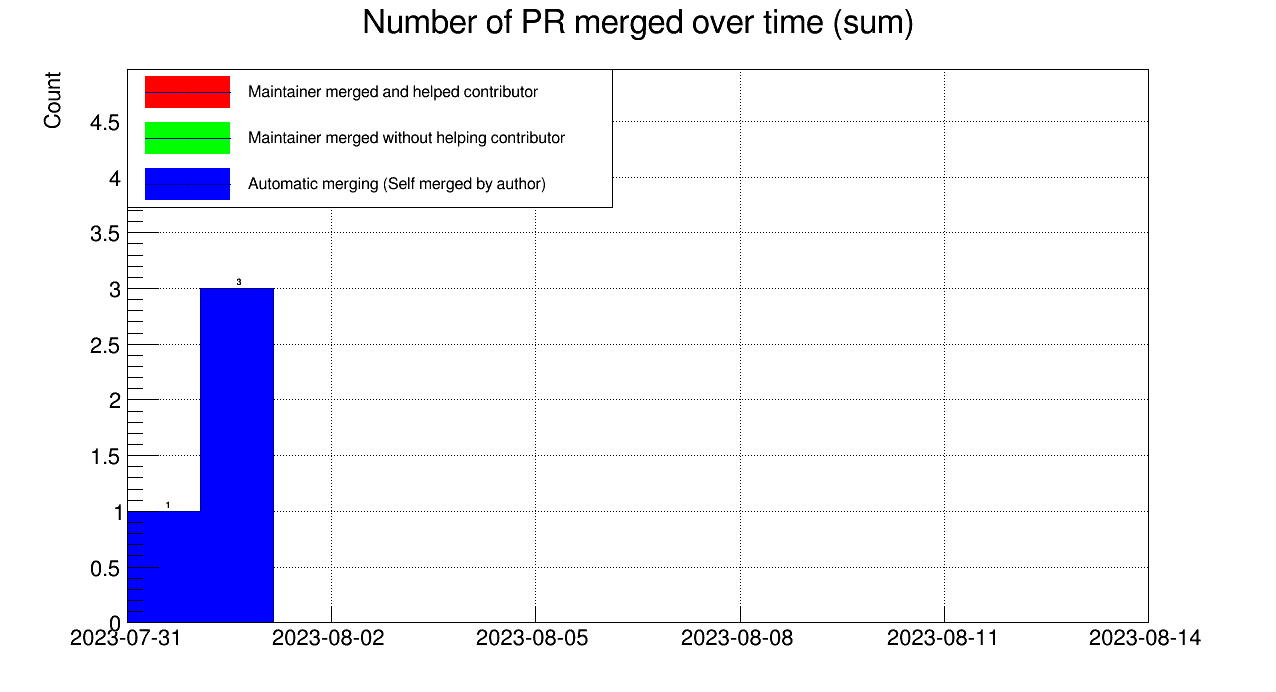 Number of PR merged over time (sum)
Count
Maintainer merged and helped contributor
Maintainer merged without helping contributor
Automatic merging (Self merged by author)
4.5
4
3.5
3
2.5
2
1.5
1
0.5
0
3
1
2023-07-31 2023-08-02 2023-08-05 2023-08-08 2023-08-11 2023-08-14